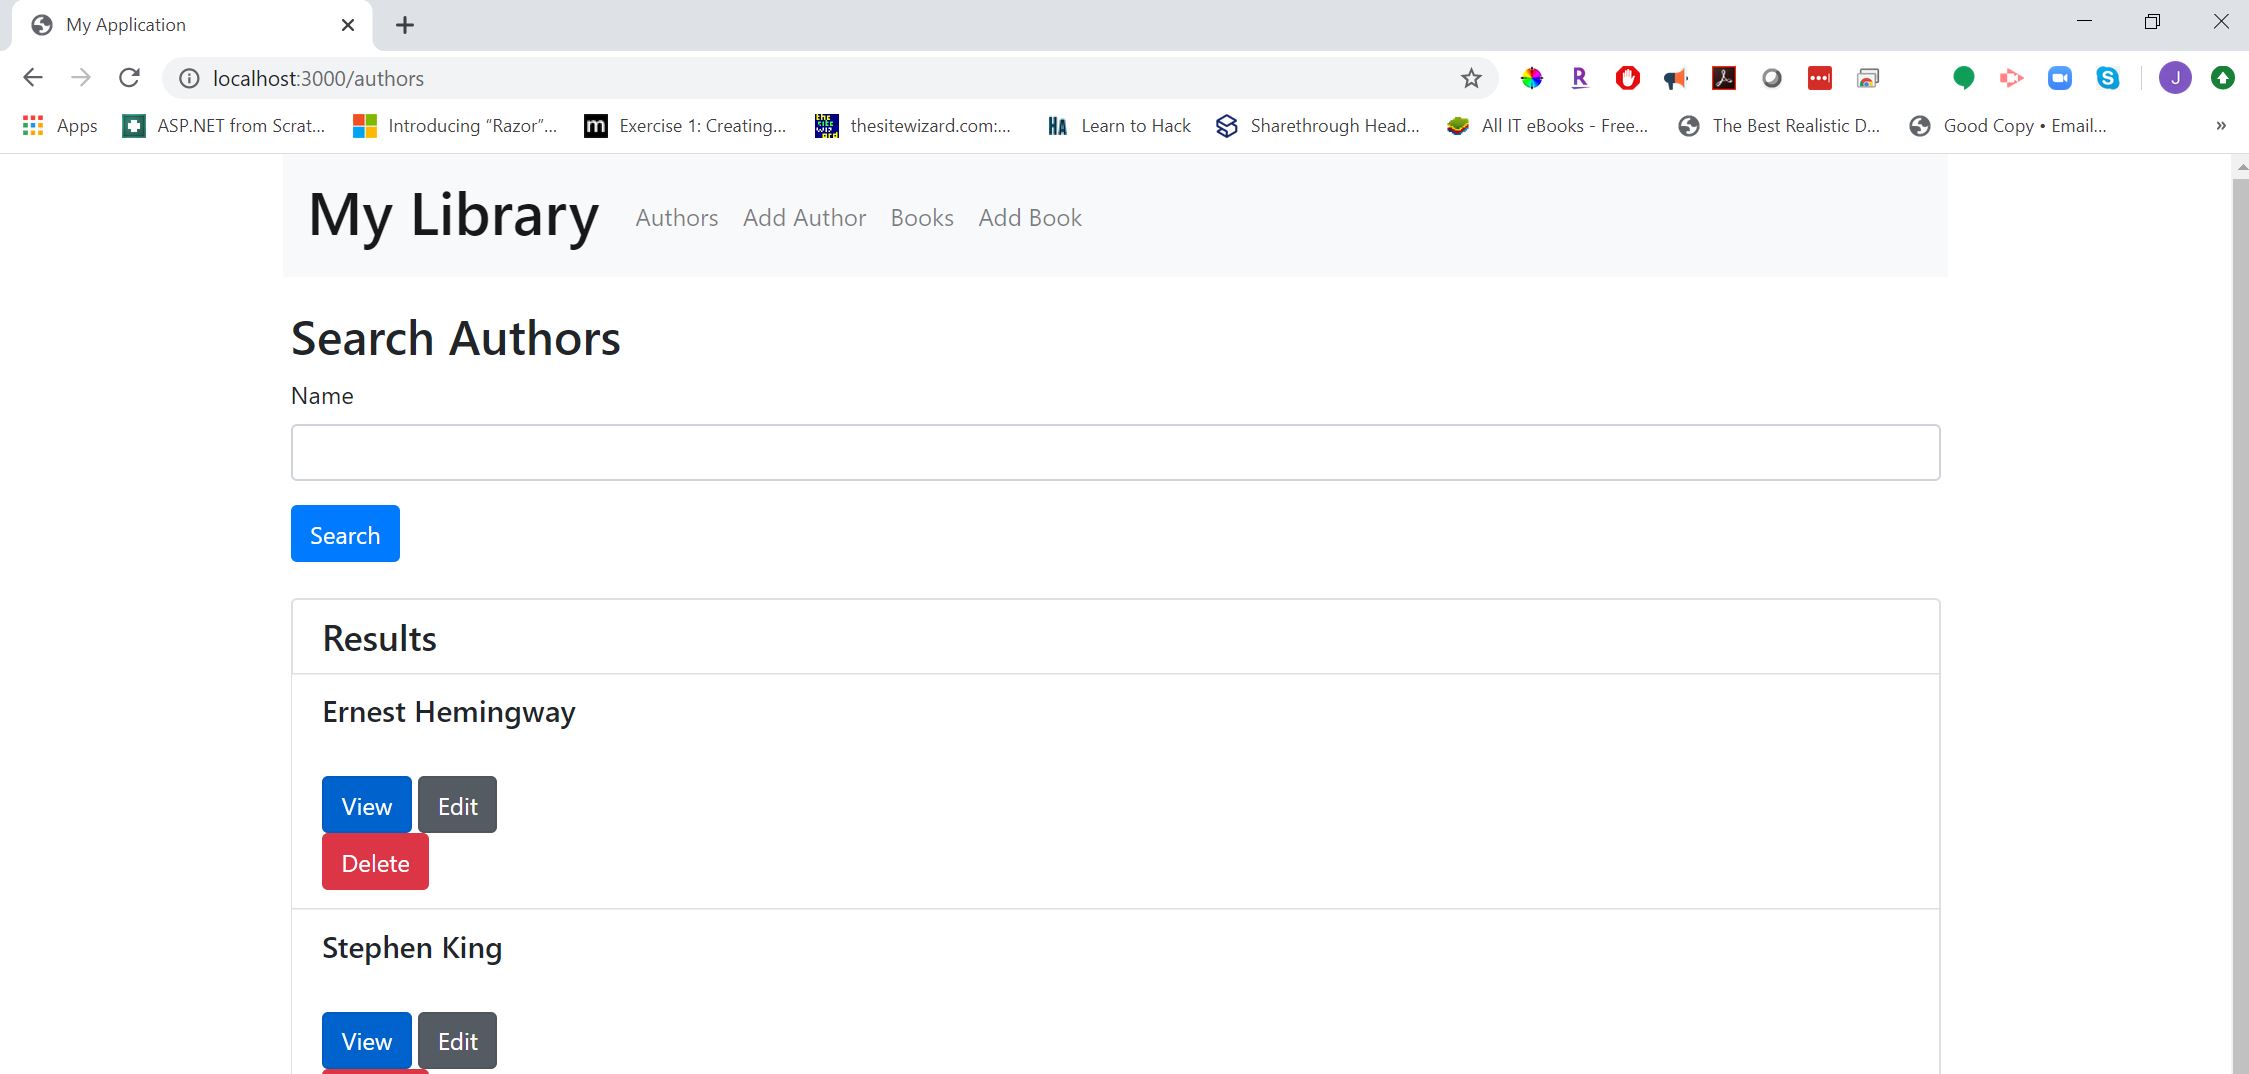 My Application
localhost:3000/authors
J
Apps ASP.NET from Scrat... Introducing “Razor”... Exercise 1: Creating... thesitewizard.com:... Learn to Hack Sharethrough Head... All IT eBooks - Free... The Best Realistic D... Good Copy • Email... »
My Library Authors Add Author Books Add Book
Search Authors
Name
Search
Results
Ernest Hemingway
View Edit
Delete
Stephen King
View Edit